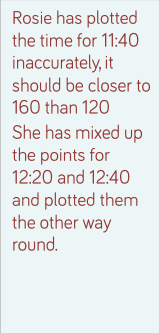 Rosie has plotted
the time for 11:40
inaccurately, it
should be closer to
160 than 120
She has mixed up
the points for
12:20 and 12:40
and plotted them
the other way
round.